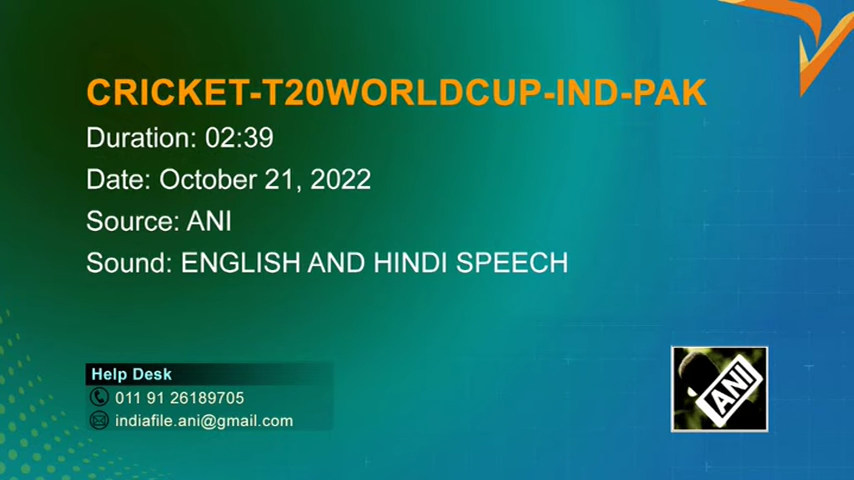 CRICKET-T20WORLDCUP-IND-PAK
Duration: 02:39
Date: October 21, 2022
Source: ANI
Sound: ENGLISH AND HINDI SPEECH
Help Desk
011 91 26189705
indiafile.ani@gmail.com
ANI